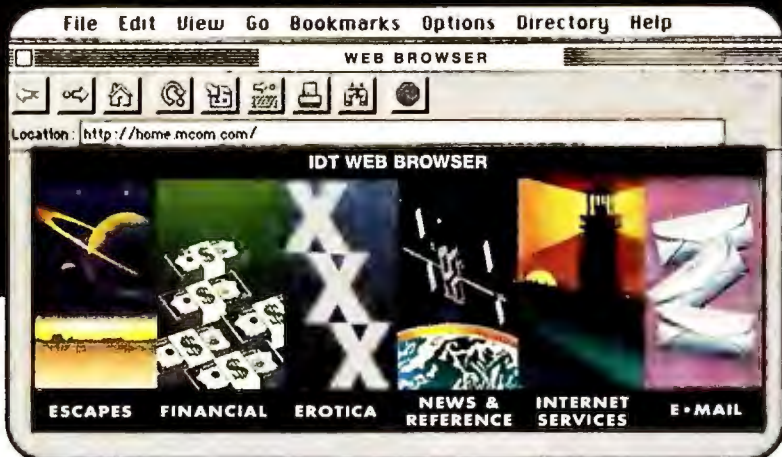 File Edit View Go Bookmarks Options Directory Help
WEB BROWSER
Location: http://home.mcom.com/
IDT WEB BROWSER
$ $ $ $ $ $ $
X
X
X
ESCAPES FINANCIAL EROTICA NEWS & REFERENCE INTERNET SERVICES E•MAIL